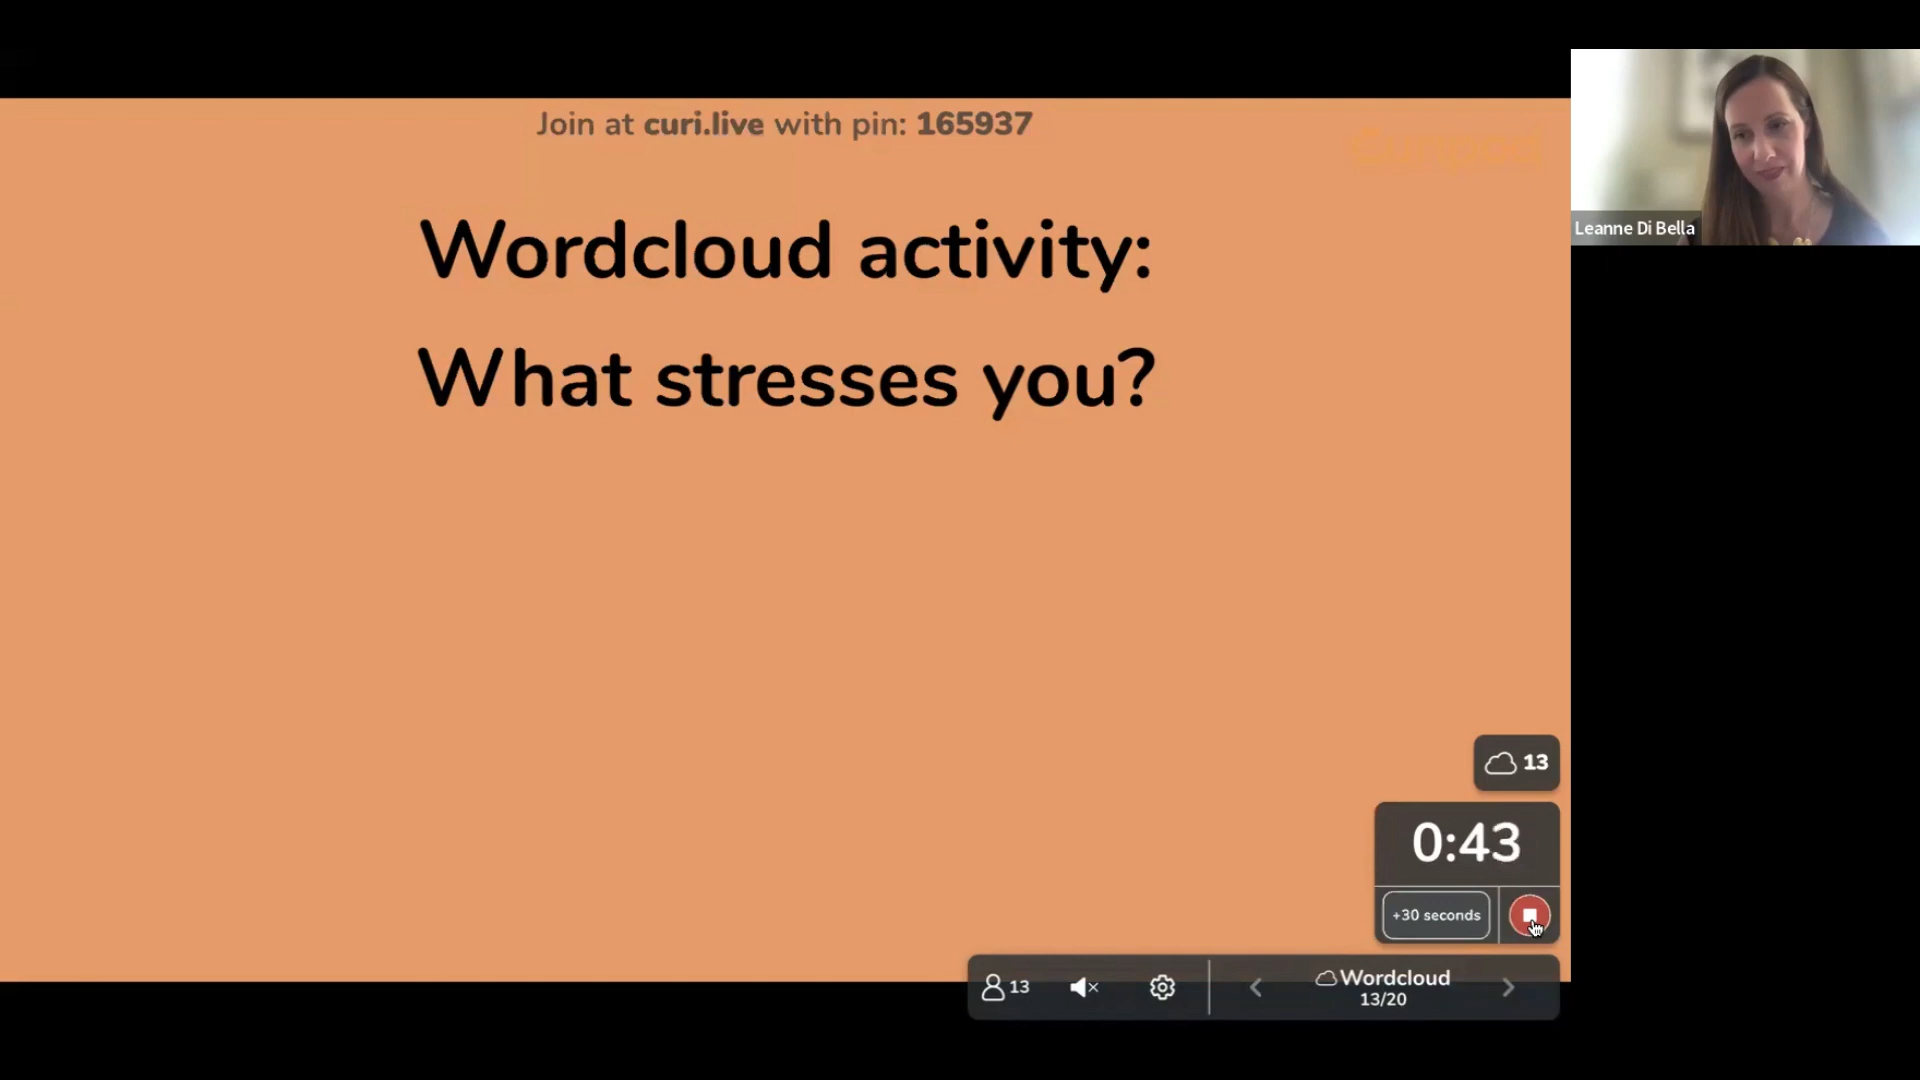 Join at curi.live with pin: 165937
Wordcloud activity:
What stresses you?
Leanne Di Bella
13
0:43
+30 seconds
13
Wordcloud
13/20